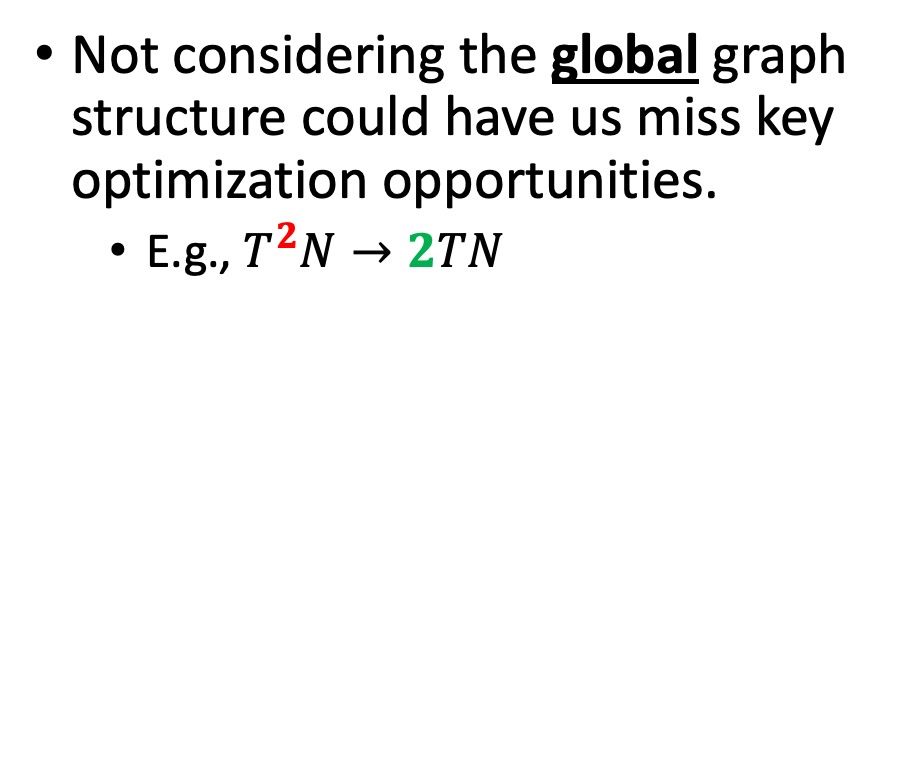 • Not considering the global graph
structure could have us miss key
optimization opportunities.
• E.g., T²N → 2TN